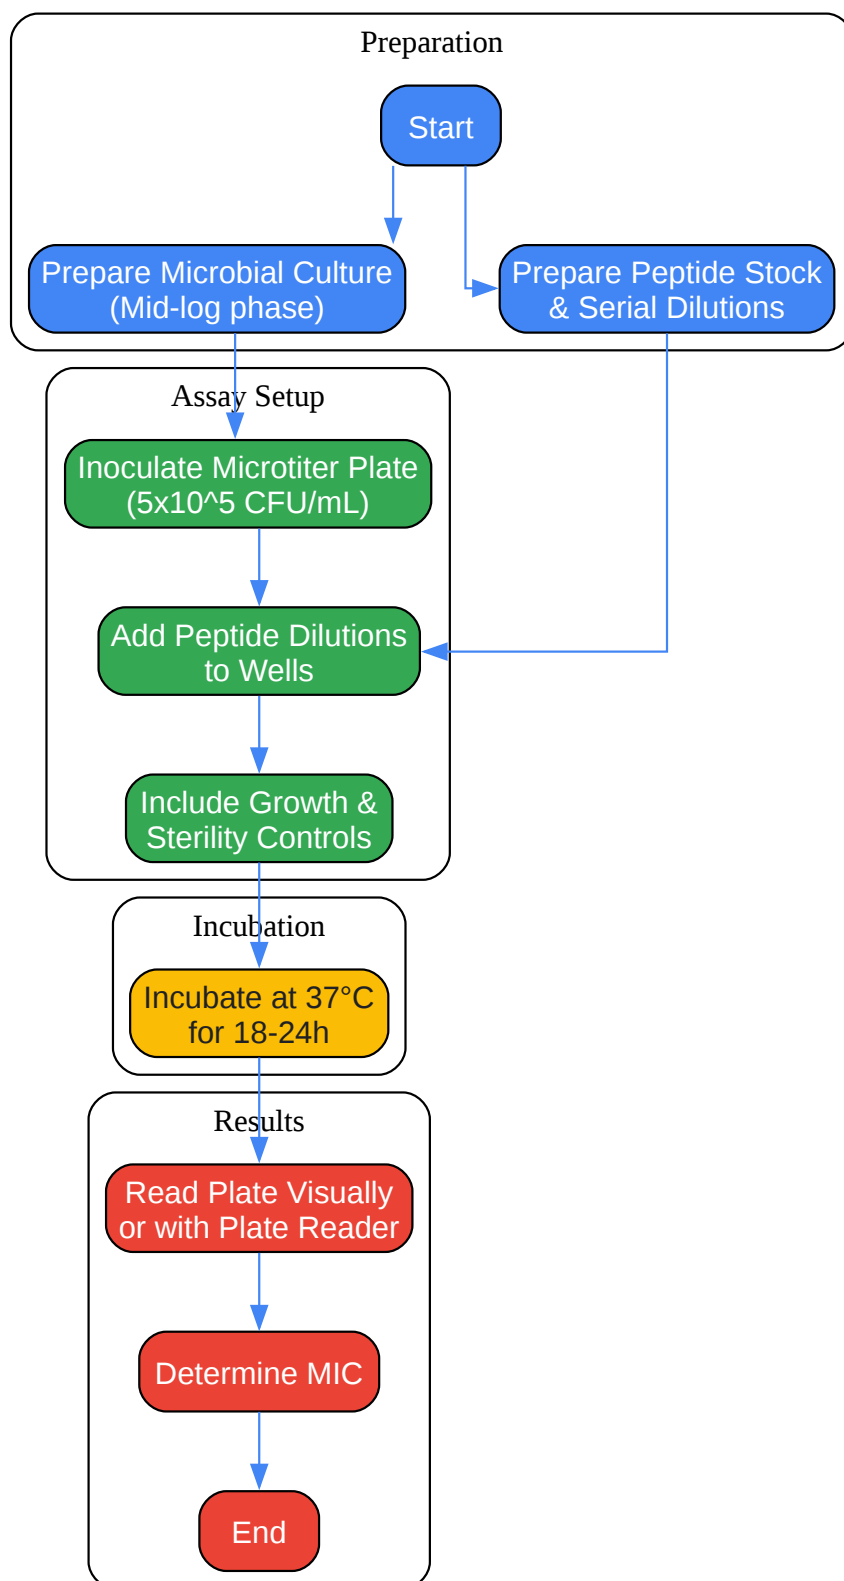 Preparation
Start
Prepare Microbial Culture
(Mid-log phase)
Prepare Peptide Stock
& Serial Dilutions
Assay Setup
Inoculate Microtiter Plate
(5x10^5 CFU/mL)
Add Peptide Dilutions
to Wells
Include Growth &
Sterility Controls
Incubation
Incubate at 37°C
for 18-24h
Results
Read Plate Visually
or with Plate Reader
Determine MIC
End